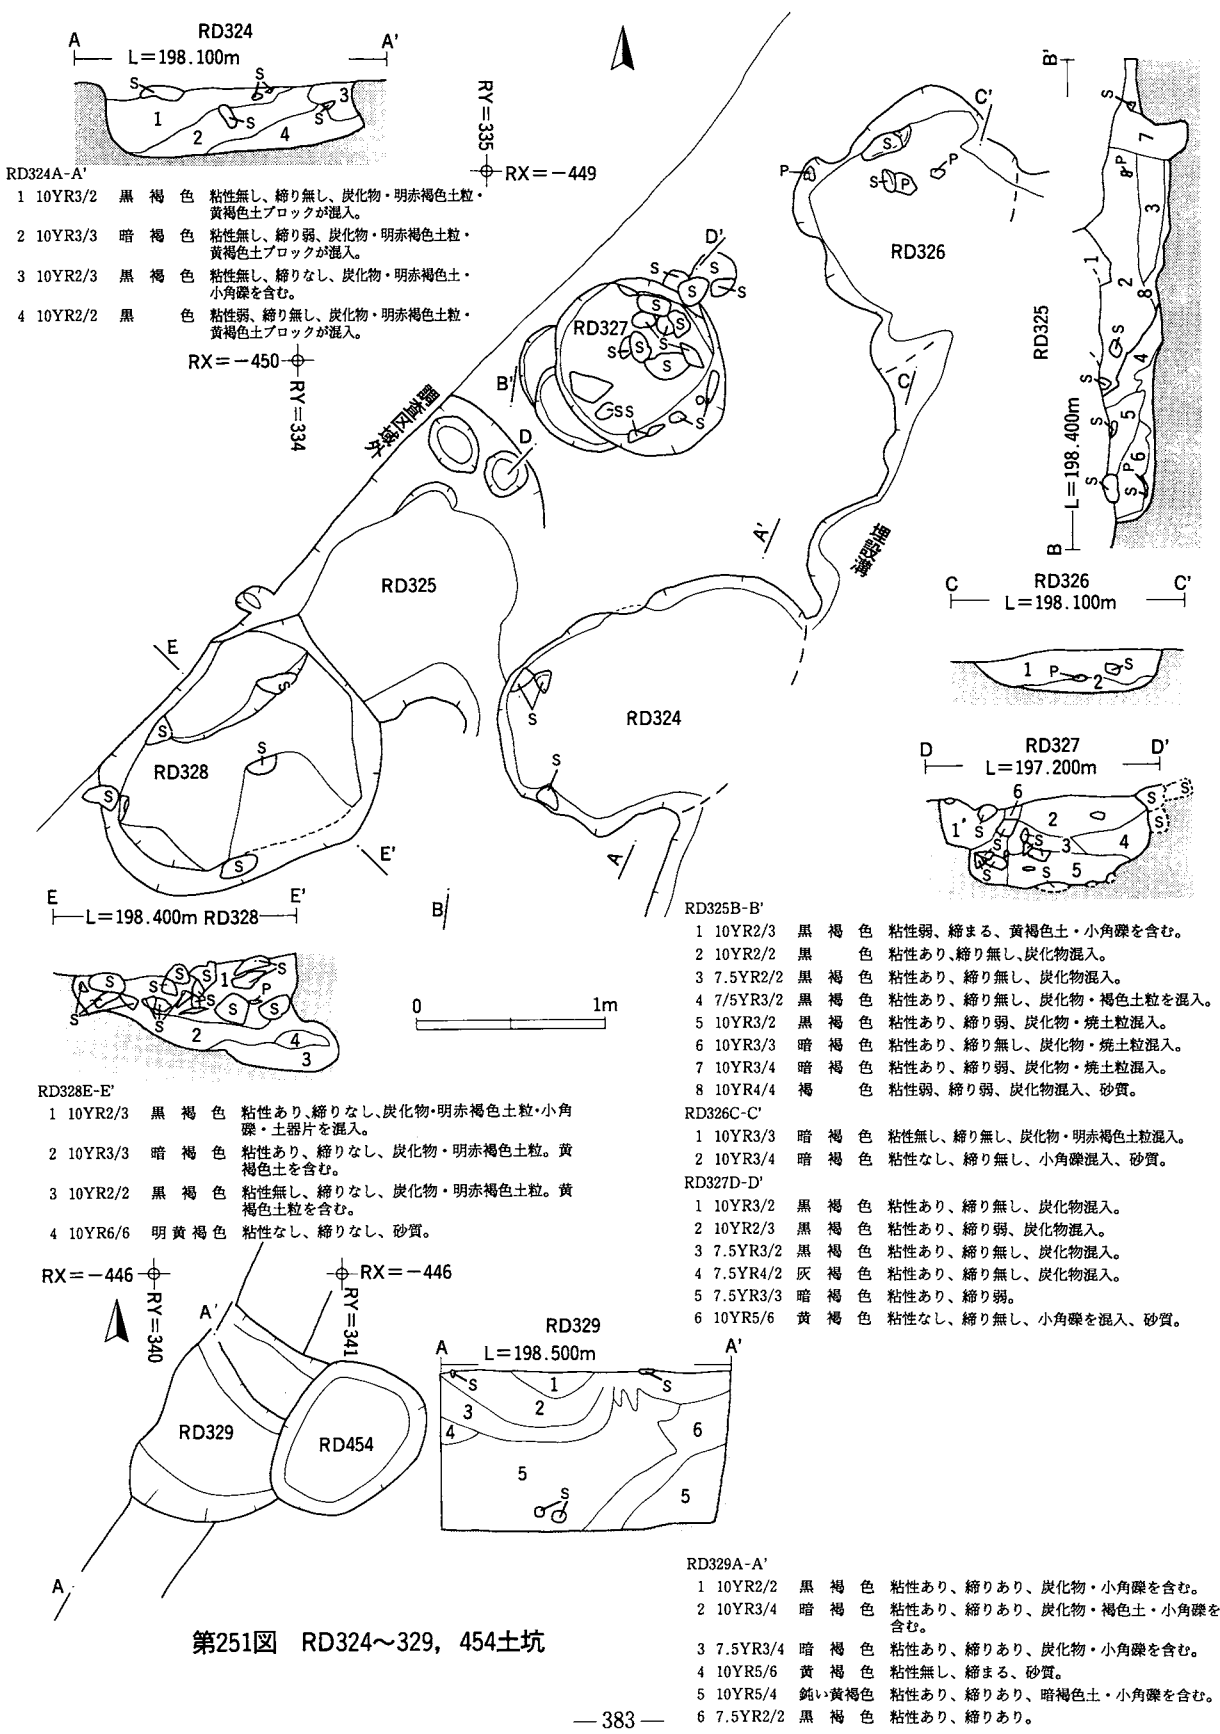 RD324
A A'
L=198.100m
S S
1 2 S 4 S 3
RD324A-A'
1 10YR3/2 黒褐色 粘性無し、締り無し、炭化物・明赤褐色土粒・
黄褐色土ブロックが混入。
2 10YR3/3 暗褐色 粘性無し、締り弱、炭化物・明赤褐色土粒・
黄褐色土ブロックが混入。
3 10YR2/3 黒褐色 粘性無し、締りなし、炭化物・明赤褐色土・
小角礫を含む。
4 10YR2/2 黒色 粘性弱、締り無し、炭化物・明赤褐色土粒・
黄褐色土ブロックが混入。
RX=-450
RY=334
RY=335
RX=-449
調査区域外
埋設溝
RD326
C'
C
P S S P P
RD327
D'
D
B'
S S S S S S S S S S S S S
RD325
A'
A
RD324
S S
E
E'
RD328
S S S S S
B
B'
S
7
P
3
1 2 8
S 4
S 5
S P 6
S S
RD325
L=198.400m
B
C RD326 C'
L=198.100m
1 P S 2
D RD327 D'
L=197.200m
6 S S
1' S 2 S
S S 3 4
S S 5
E E'
L=198.400m RD328
S S S S 1 S
S P S S S
S S 2 4 3
0 1m
RD328E-E'
1 10YR2/3 黒褐色 粘性あり、締りなし、炭化物・明赤褐色土粒・小角
礫・土器片を混入。
2 10YR3/3 暗褐色 粘性あり、締りなし、炭化物・明赤褐色土粒。黄
褐色土を含む。
3 10YR2/2 黒褐色 粘性無し、締りなし、炭化物・明赤褐色土粒。黄
褐色土粒を含む。
4 10YR6/6 明黄褐色 粘性なし、締りなし、砂質。
RD325B-B'
1 10YR2/3 黒褐色 粘性弱、締まる、黄褐色土・小角礫を含む。
2 10YR2/2 黒色 粘性あり、締り無し、炭化物混入。
3 7.5YR2/2 黒褐色 粘性あり、締り無し、炭化物混入。
4 7/5YR3/2 黒褐色 粘性あり、締り無し、炭化物・褐色土粒を混入。
5 10YR3/2 黒褐色 粘性あり、締り弱、炭化物・焼土粒混入。
6 10YR3/3 暗褐色 粘性あり、締り無し、炭化物・焼土粒混入。
7 10YR3/4 暗褐色 粘性あり、締り弱、炭化物・焼土粒混入。
8 10YR4/4 褐色 粘性弱、締り弱、炭化物混入、砂質。
RD326C-C'
1 10YR3/3 暗褐色 粘性無し、締り無し、炭化物・明赤褐色土粒混入。
2 10YR3/4 暗褐色 粘性なし、締り無し、小角礫混入、砂質。
RD327D-D'
1 10YR3/2 黒褐色 粘性あり、締り無し、炭化物混入。
2 10YR2/3 黒褐色 粘性あり、締り弱、炭化物混入。
3 7.5YR3/2 黒褐色 粘性あり、締り無し、炭化物混入。
4 7.5YR4/2 灰褐色 粘性あり、締り無し、炭化物混入。
5 7.5YR3/3 暗褐色 粘性あり、締り弱。
6 10YR5/6 黄褐色 粘性なし、締り無し、小角礫を混入、砂質。
RX=-446
RX=-446
RY=340
RY=341
A'
RD329
RD454
A
RD329
A A'
L=198.500m
S 1 S
3 2
4 6
5 S 5
RD329A-A'
1 10YR2/2 黒褐色 粘性あり、締りあり、炭化物・小角礫を含む。
2 10YR3/4 暗褐色 粘性あり、締りあり、炭化物・褐色土・小角礫を
含む。
3 7.5YR3/4 暗褐色 粘性あり、締りあり、炭化物・小角礫を含む。
4 10YR5/6 黄褐色 粘性無し、締まる、砂質。
5 10YR5/4 鈍い黄褐色 粘性あり、締りあり、暗褐色土・小角礫を含む。
6 7.5YR2/2 黒褐色 粘性あり、締りあり。
第251図 RD324〜329，454土坑
—383—